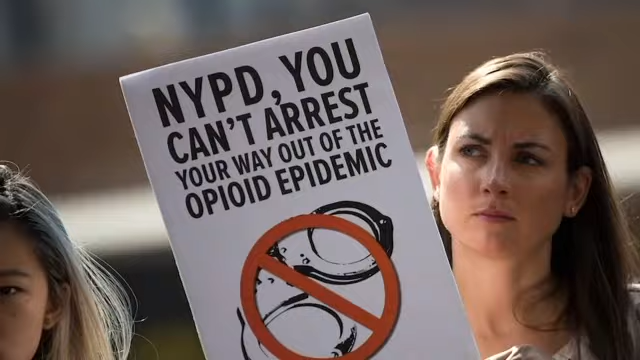 NYPD, YOU
CAN'T ARREST
YOUR WAY OUT OF THE
OPIOID EPIDEMIC